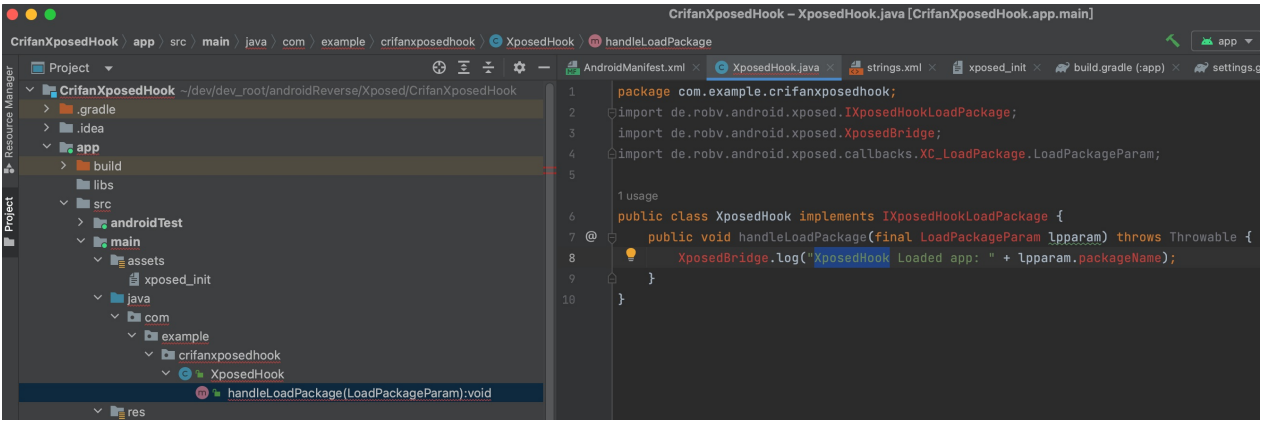 CrifanXposedHook – XposedHook.java [CrifanXposedHook.app.main]
CrifanXposedHook 〉 app 〉 src 〉 main 〉 java 〉 com 〉 example 〉 crifanxposedhook 〉 XposedHook 〉 handleLoadPackage
app
Resource Manager
Project
Project
CrifanXposedHook ~/dev/dev_root/androidReverse/Xposed/CrifanXposedHook
.gradle
.idea
app
build
libs
src
androidTest
main
assets
xposed_init
java
com
example
crifanxposedhook
XposedHook
handleLoadPackage(LoadPackageParam):void
res
AndroidManifest.xml × XposedHook.java × strings.xml × xposed_init × build.gradle (:app) × settings.g
1 package com.example.crifanxposedhook;
2 import de.robv.android.xposed.IXposedHookLoadPackage;
3 import de.robv.android.xposed.XposedBridge;
4 import de.robv.android.xposed.callbacks.XC_LoadPackage.LoadPackageParam;
5
1 usage
6 public class XposedHook implements IXposedHookLoadPackage {
7 @ public void handleLoadPackage(final LoadPackageParam lpparam) throws Throwable {
8 XposedBridge.log("XposedHook Loaded app: " + lpparam.packageName);
9 }
10 }